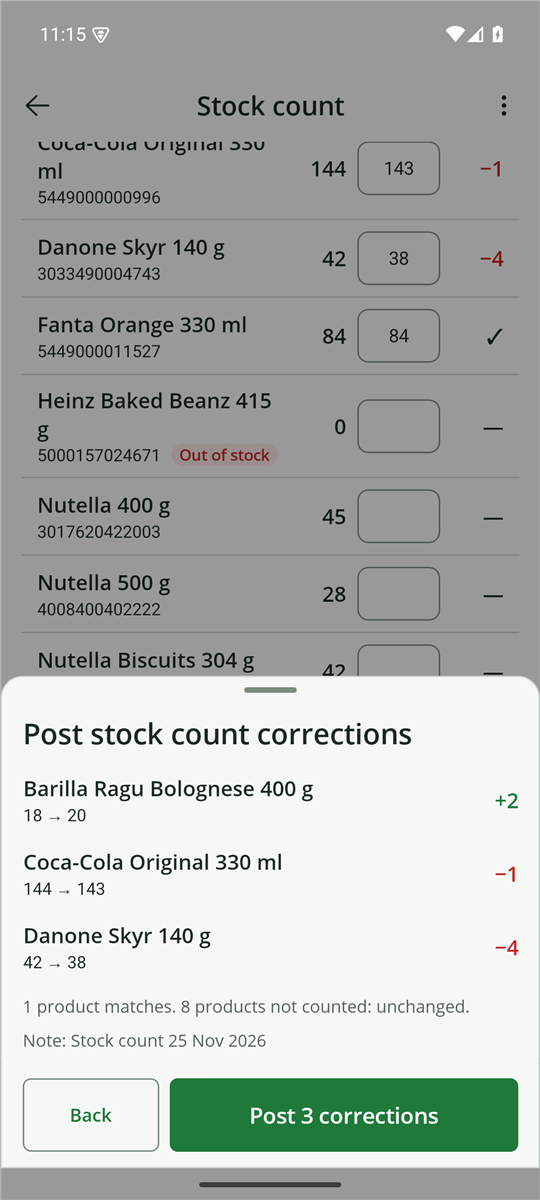 11:15
Stock count
Coca-Cola Original 330
ml
5449000000996
144
143
−1
Danone Skyr 140 g
3033490004743
42
38
−4
Fanta Orange 330 ml
5449000011527
84
84
✓
Heinz Baked Beanz 415
g
5000157024671
Out of stock
0
—
Nutella 400 g
3017620422003
45
—
Nutella 500 g
4008400402222
28
—
Nutella Biscuits 304 g
42
—
Post stock count corrections
Barilla Ragu Bolognese 400 g
18 → 20
+2
Coca-Cola Original 330 ml
144 → 143
−1
Danone Skyr 140 g
42 → 38
−4
1 product matches. 8 products not counted: unchanged.
Note: Stock count 25 Nov 2026
Back
Post 3 corrections